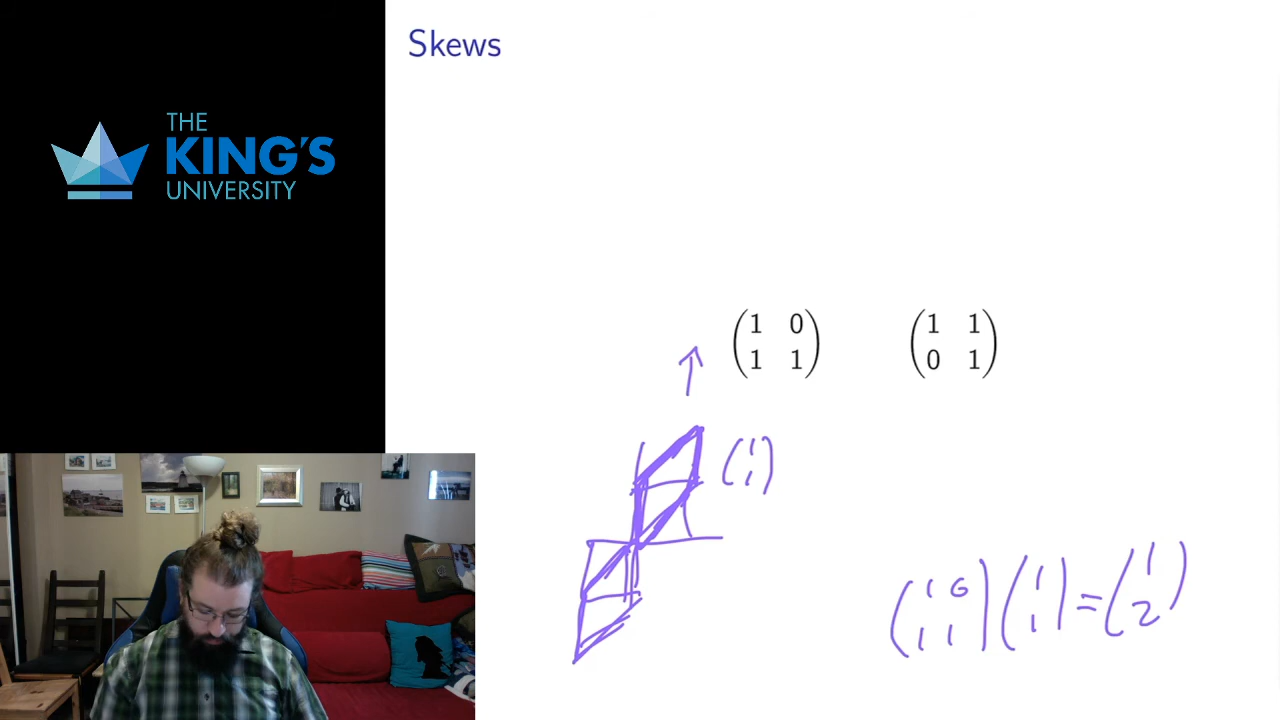 THE
KING'S
UNIVERSITY
Skews
(1 0
1 1)
(1 1
0 1)
(1
1)
(1 0
1 1) (1
1) = (1
2)